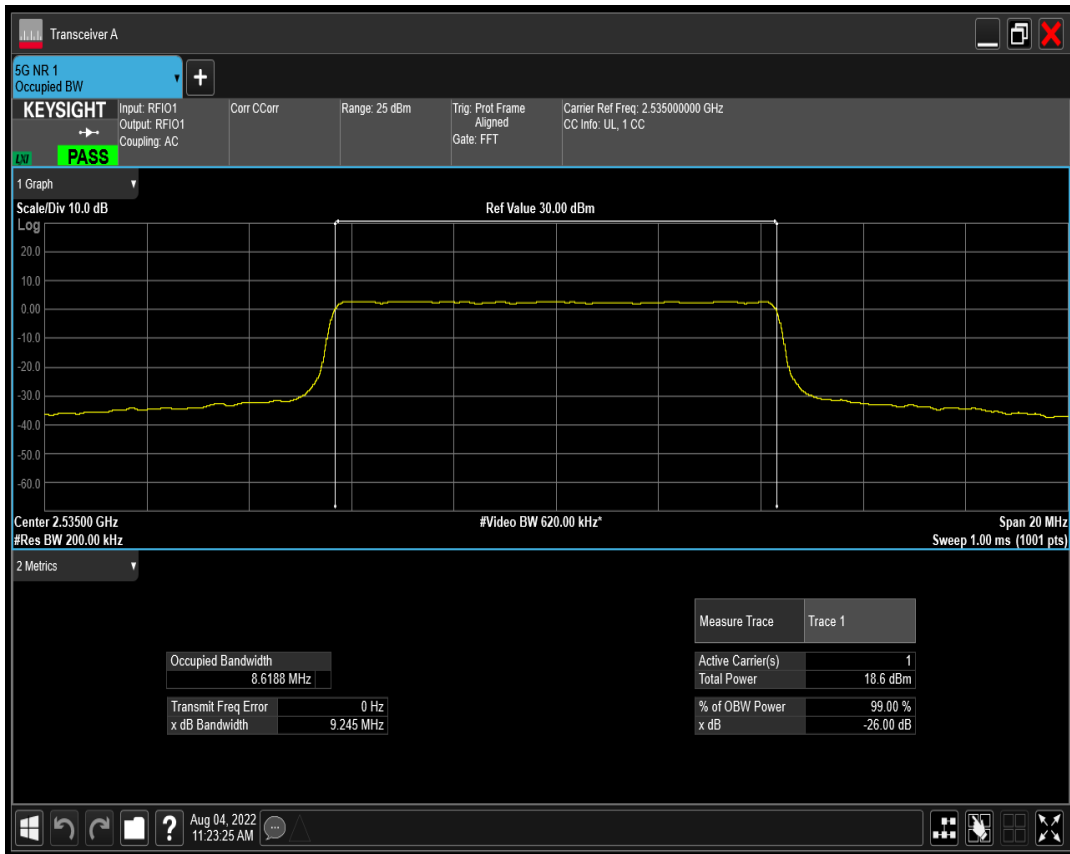 Transceiver A
5G NR 1
Occupied BW
+
KEYSIGHT
LXI
PASS
Input: RFIO1
Output: RFIO1
Coupling: AC
Corr CCorr
Range: 25 dBm
Trig: Prot Frame
Aligned
Gate: FFT
Carrier Ref Freq: 2.535000000 GHz
CC Info: UL, 1 CC
1 Graph
Scale/Div 10.0 dB
Ref Value 30.00 dBm
Log
20.0
10.0
0.00
-10.0
-20.0
-30.0
-40.0
-50.0
-60.0
Center 2.53500 GHz
#Video BW 620.00 kHz*
Span 20 MHz
#Res BW 200.00 kHz
Sweep 1.00 ms (1001 pts)
2 Metrics
Measure Trace Trace 1
Occupied Bandwidth
8.6188 MHz
Active Carrier(s) 1
Total Power 18.6 dBm
Transmit Freq Error 0 Hz
x dB Bandwidth 9.245 MHz
% of OBW Power 99.00 %
x dB -26.00 dB
?
Aug 04, 2022
11:23:25 AM